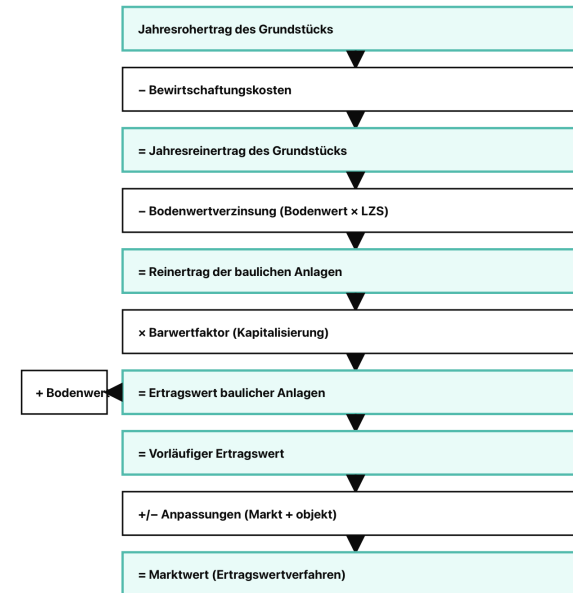 Jahresrohertrag des Grundstücks
– Bewirtschaftungskosten
= Jahresreinertrag des Grundstücks
– Bodenwertverzinsung (Bodenwert × LZS)
= Reinertrag der baulichen Anlagen
× Barwertfaktor (Kapitalisierung)
+ Bodenwert
= Ertragswert baulicher Anlagen
= Vorläufiger Ertragswert
+/– Anpassungen (Markt + objekt)
= Marktwert (Ertragswertverfahren)